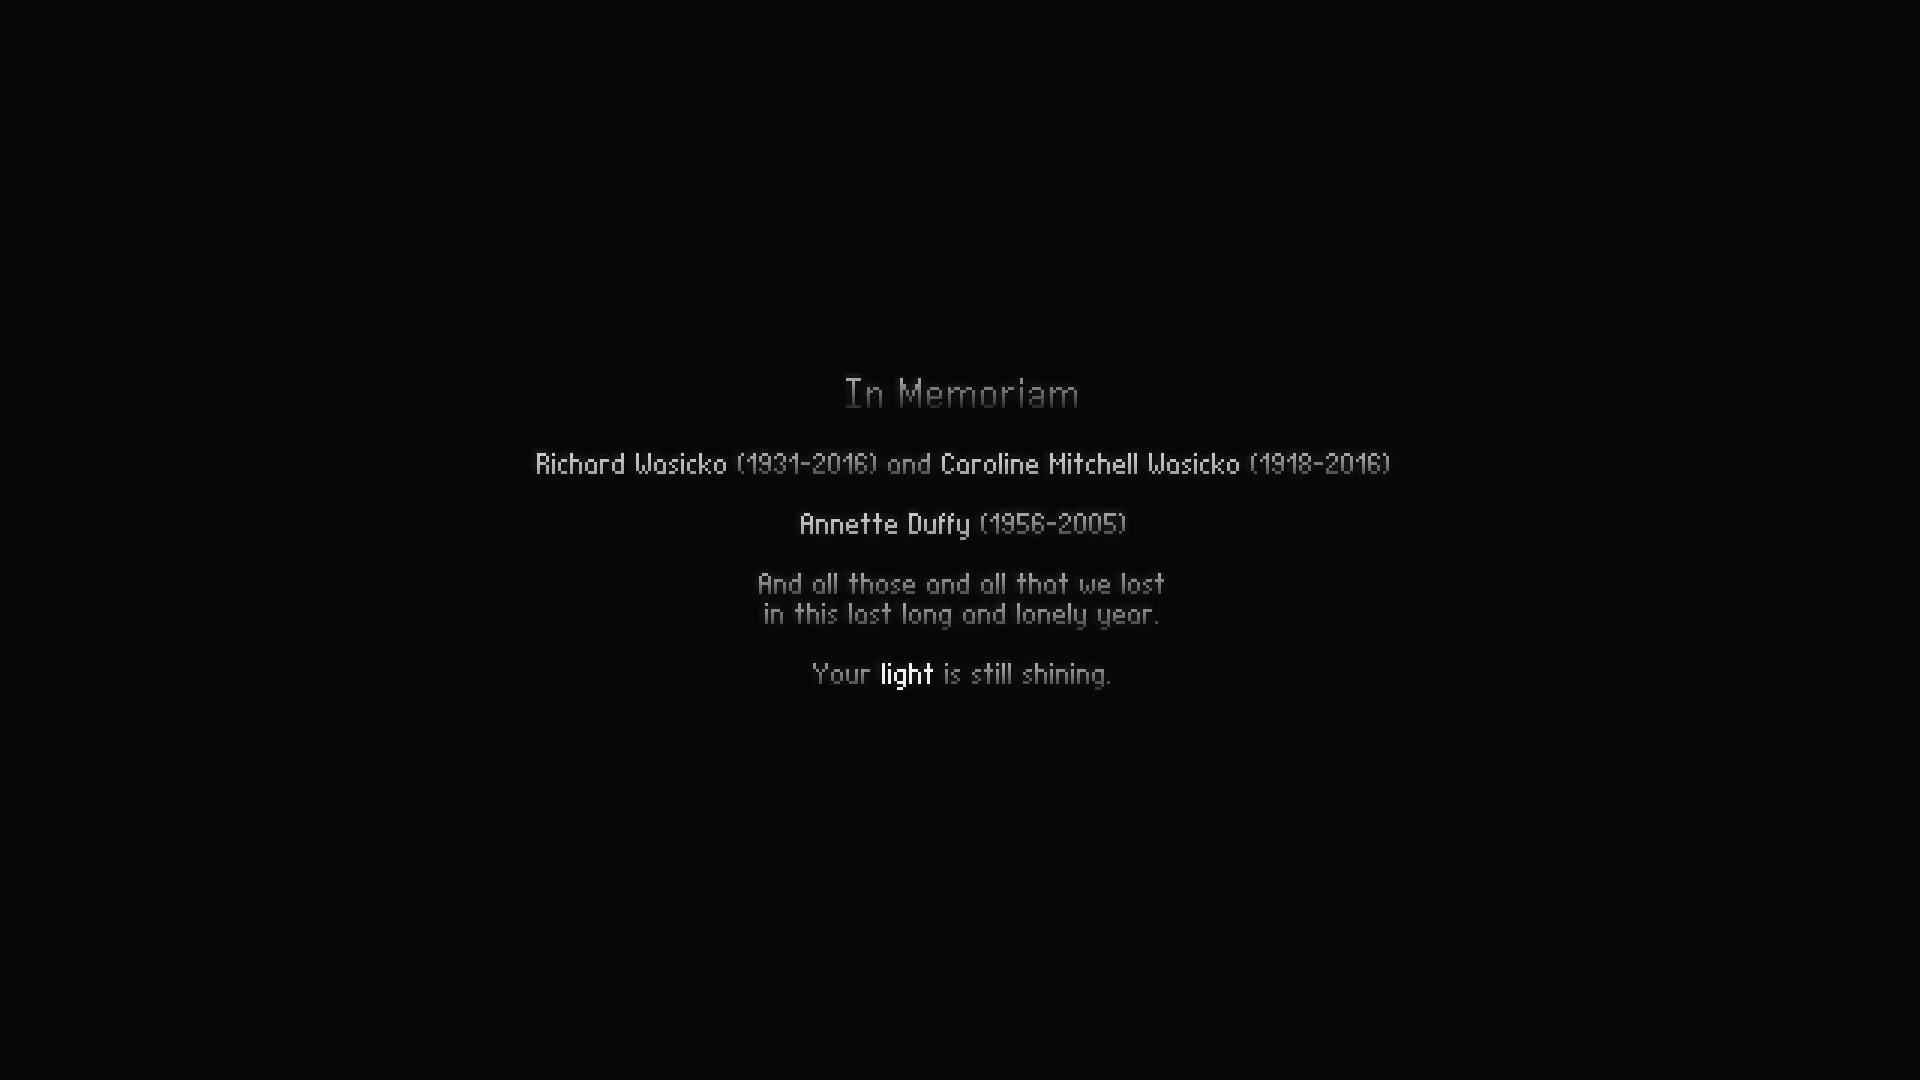 In Memoriam
Richard Wasicko (1931-2016) and Caroline Mitchell Wasicko (1918-2016)
Annette Duffy (1956-2005)
And all those and all that we lost
in this last long and lonely year.
Your light is still shining.